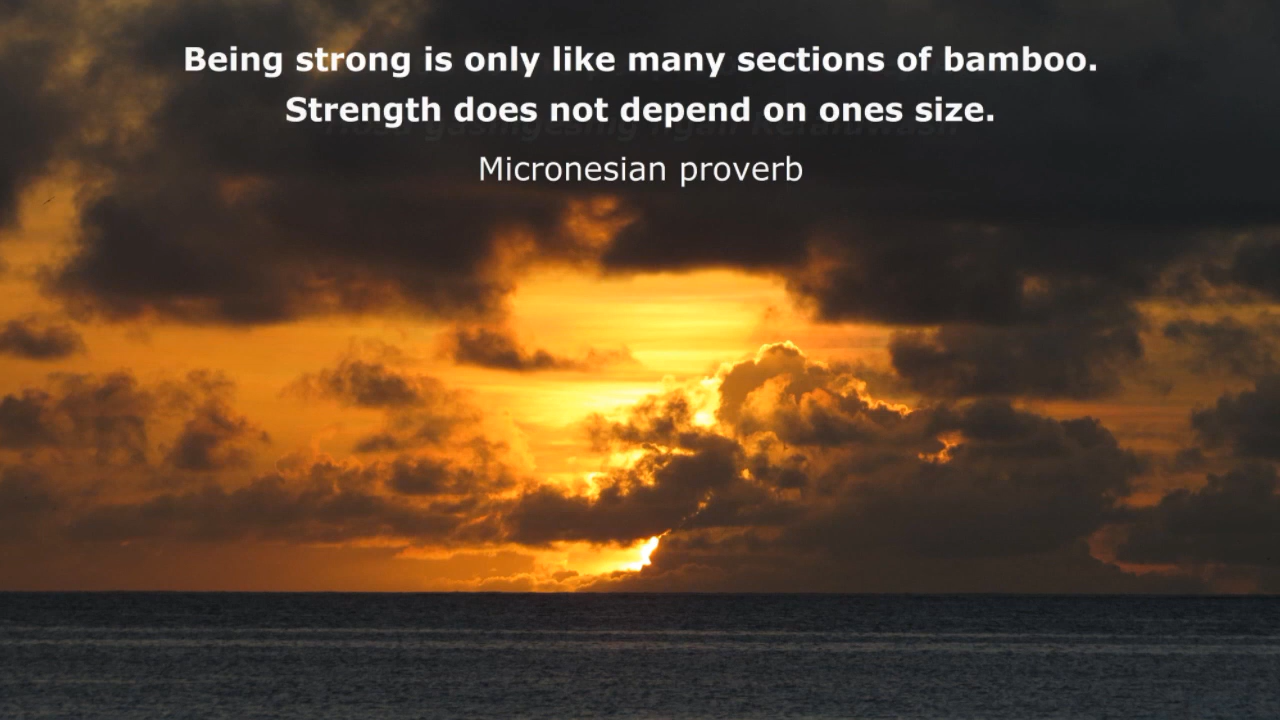 Being strong is only like many sections of bamboo.
Strength does not depend on ones size.
Micronesian proverb